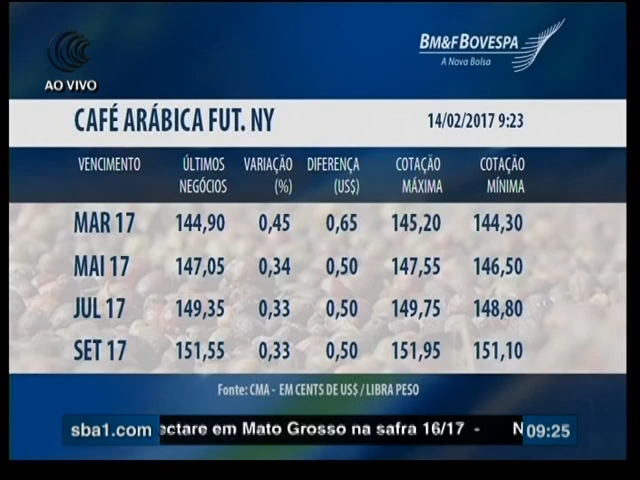 BM&FBOVESPA
A Nova Bolsa
AO VIVO
CAFÉ ARÁBICA FUT. NY 14/02/2017 9:23
VENCIMENTO ÚLTIMOS NEGÓCIOS VARIAÇÃO (%) DIFERENÇA (US$) COTAÇÃO MÁXIMA COTAÇÃO MÍNIMA
MAR 17 144,90 0,45 0,65 145,20 144,30
MAI 17 147,05 0,34 0,50 147,55 146,50
JUL 17 149,35 0,33 0,50 149,75 148,80
SET 17 151,55 0,33 0,50 151,95 151,10
Fonte: CMA - EM CENTS DE US$ / LIBRA PESO
sba1.com ectare em Mato Grosso na safra 16/17 - N 09:25